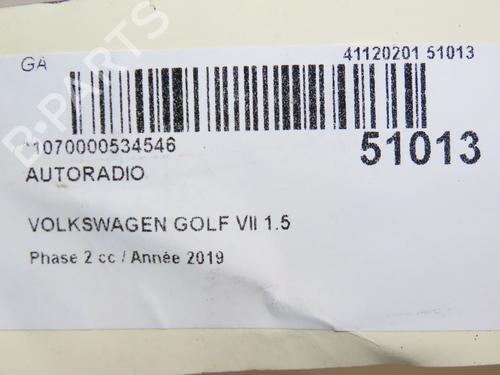 GA
41120201 51013
*1070000534546
51013
AUTORADIO
VOLKSWAGEN GOLF VII 1.5
Phase 2 cc / Année 2019
B-PARTS